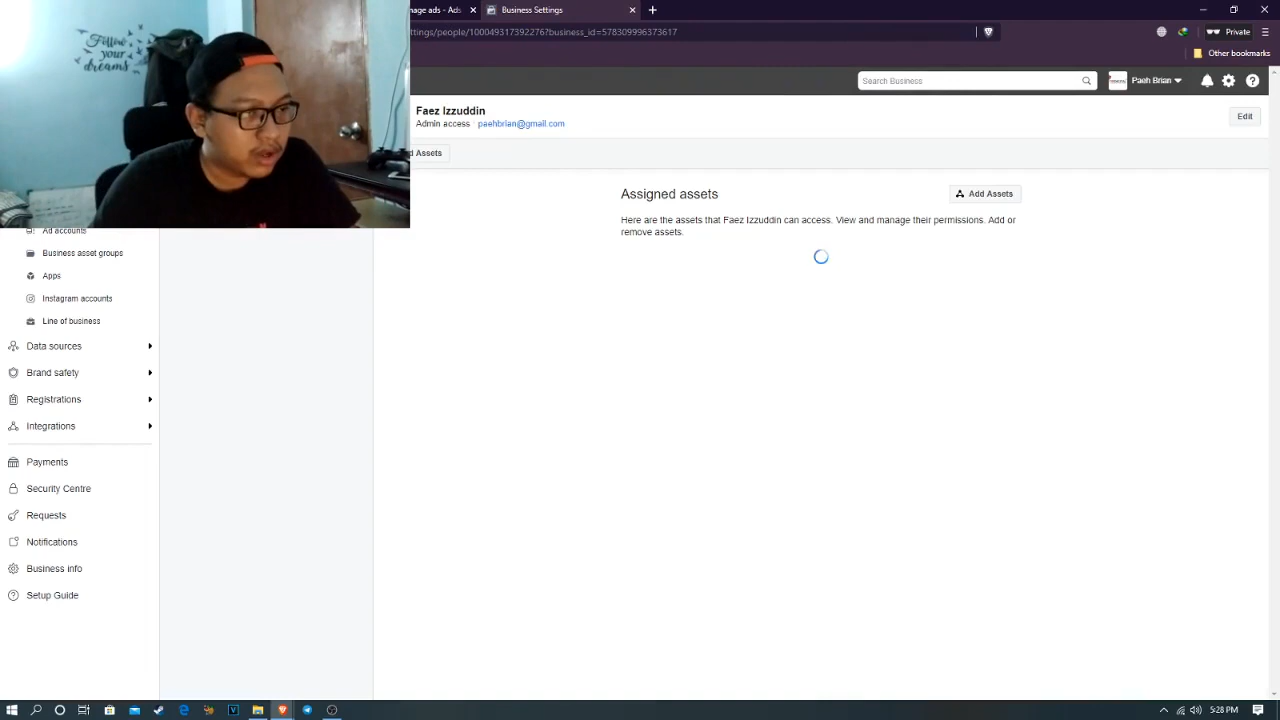 nage ads - Ads
Business Settings
ttings/people/100049317392276?business_id=578309996373617
Private
Other Bookmarks
Follow
your
dreams
Search Business
Paeh Brian
Faez Izzuddin
Admin access · paehbrian@gmail.com
Edit
d Assets
Assigned assets
Add Assets
Here are the assets that Faez Izzuddin can access. View and manage their permissions. Add or
remove assets.
Ad accounts
Business asset groups
Apps
Instagram accounts
Line of business
Data sources
Brand safety
Registrations
Integrations
Payments
Security Centre
Requests
Notifications
Business info
Setup Guide
5:28 PM